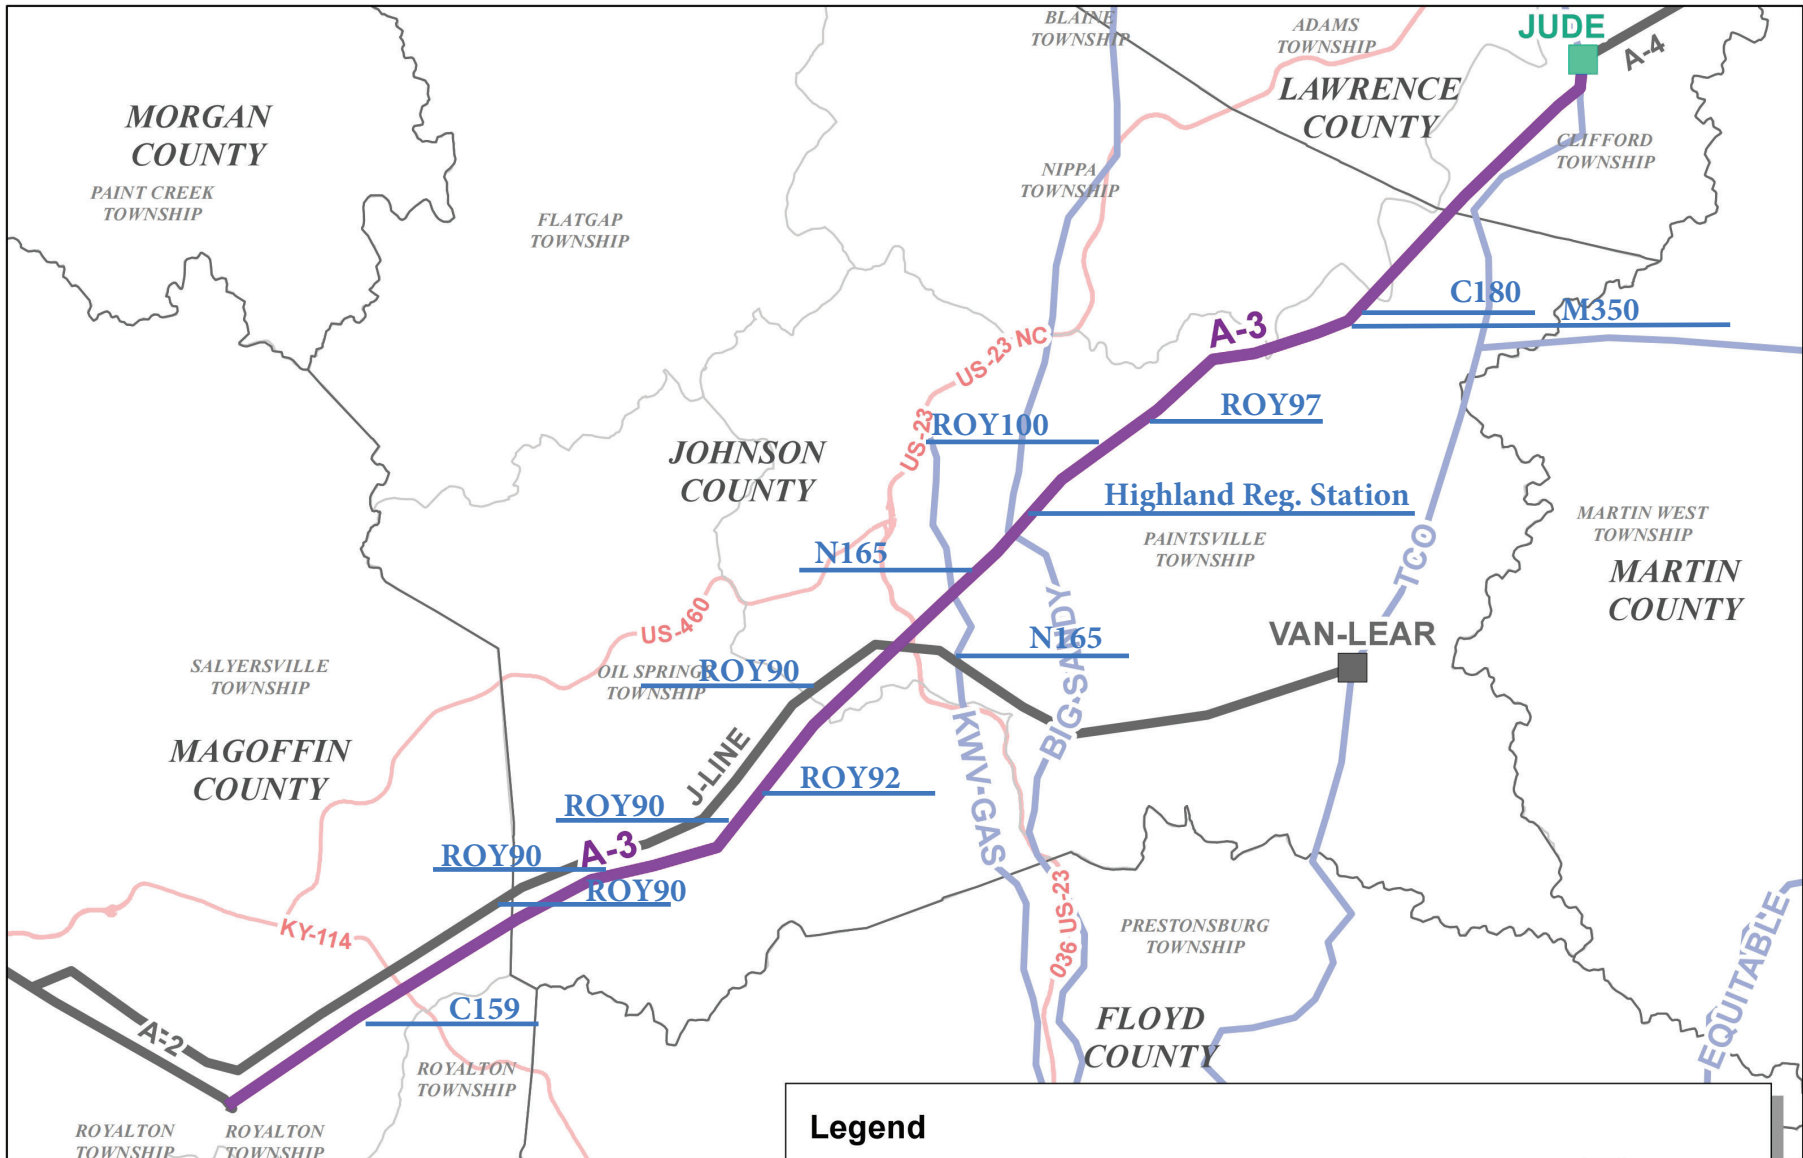 BLAINE
TOWNSHIP
ADAMS
TOWNSHIP
JUDE
A-4
LAWRENCE
COUNTY
MORGAN
COUNTY
CLIFFORD
TOWNSHIP
PAINT CREEK
TOWNSHIP
NIPPA
TOWNSHIP
FLATGAP
TOWNSHIP
C180
M350
A-3
US-23 NC
ROY97
US-23
ROY100
JOHNSON
COUNTY
Highland Reg. Station
MARTIN WEST
TOWNSHIP
PAINTSVILLE
TOWNSHIP
N165
TCO
MARTIN
COUNTY
US-460
BIG-SANDY
VAN-LEAR
N165
SALYERSVILLE
TOWNSHIP
OIL SPRINGS
TOWNSHIP
ROY90
BIG-SANDY
MAGOFFIN
COUNTY
J-LINE
KWV-GAS
ROY92
ROY90
A-3
ROY90
ROY90
KY-114
036 US-23
PRESTONSBURG
TOWNSHIP
EQUITABLE
C159
A-2
FLOYD
COUNTY
ROYALTON
TOWNSHIP
Legend
ROYALTON
TOWNSHIP
ROYALTON
TOWNSHIP